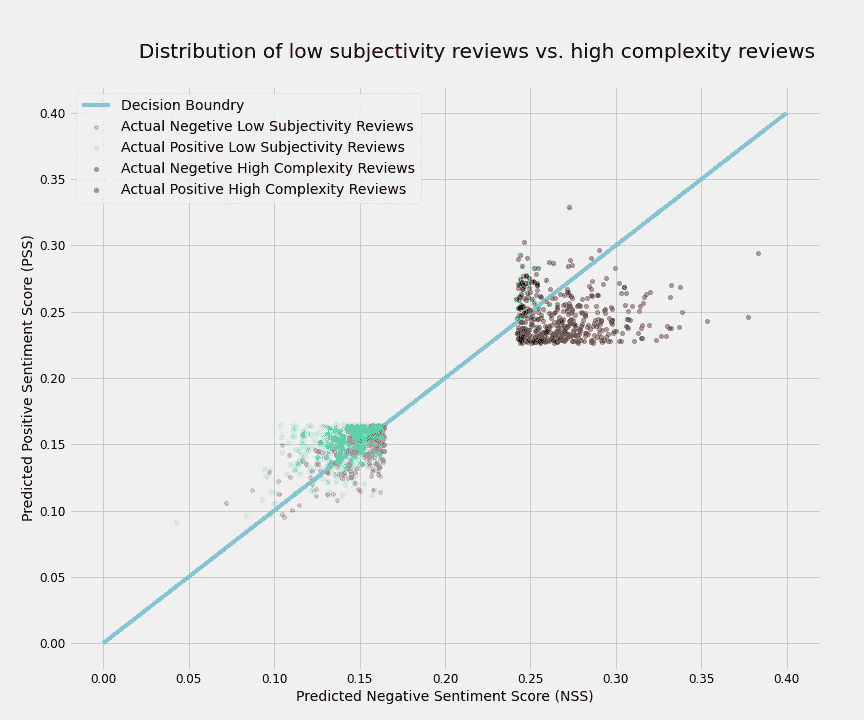 Distribution of low subjectivity reviews vs. high complexity reviews
Decision Boundry
Actual Negetive Low Subjectivity Reviews
Actual Positive Low Subjectivity Reviews
Actual Negetive High Complexity Reviews
Actual Positive High Complexity Reviews
0.40
0.35
0.30
0.25
0.20
0.15
0.10
0.05
0.00
Predicted Positive Sentiment Score (PSS)
0.00 0.05 0.10 0.15 0.20 0.25 0.30 0.35 0.40
Predicted Negative Sentiment Score (NSS)